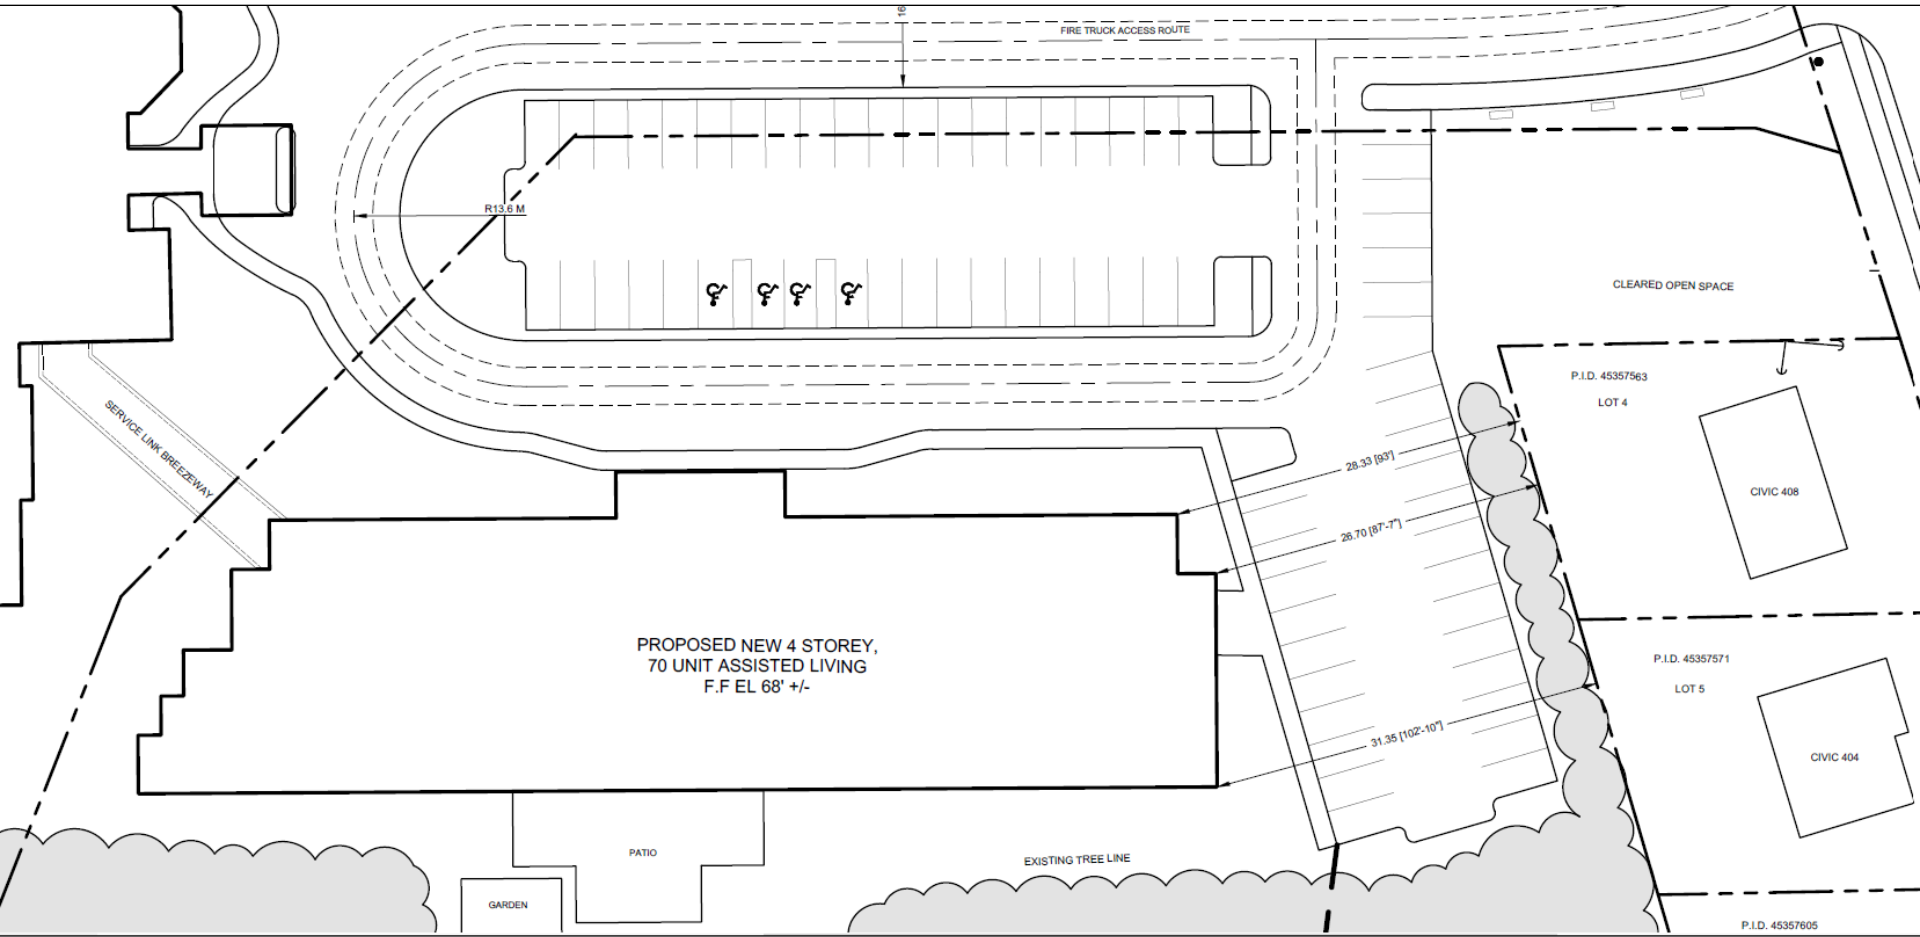 16
FIRE TRUCK ACCESS ROUTE
R13.6 M
CLEARED OPEN SPACE
P.I.D. 45357563
LOT 4
SERVICE LINK BREEZEWAY
28.33 [93']
CIVIC 408
26.70 [87'-7"]
PROPOSED NEW 4 STOREY,
70 UNIT ASSISTED LIVING
F.F EL 68' +/-
P.I.D. 45357571
LOT 5
31.35 [102'-10"]
CIVIC 404
PATIO
EXISTING TREE LINE
GARDEN
P.I.D. 45357605